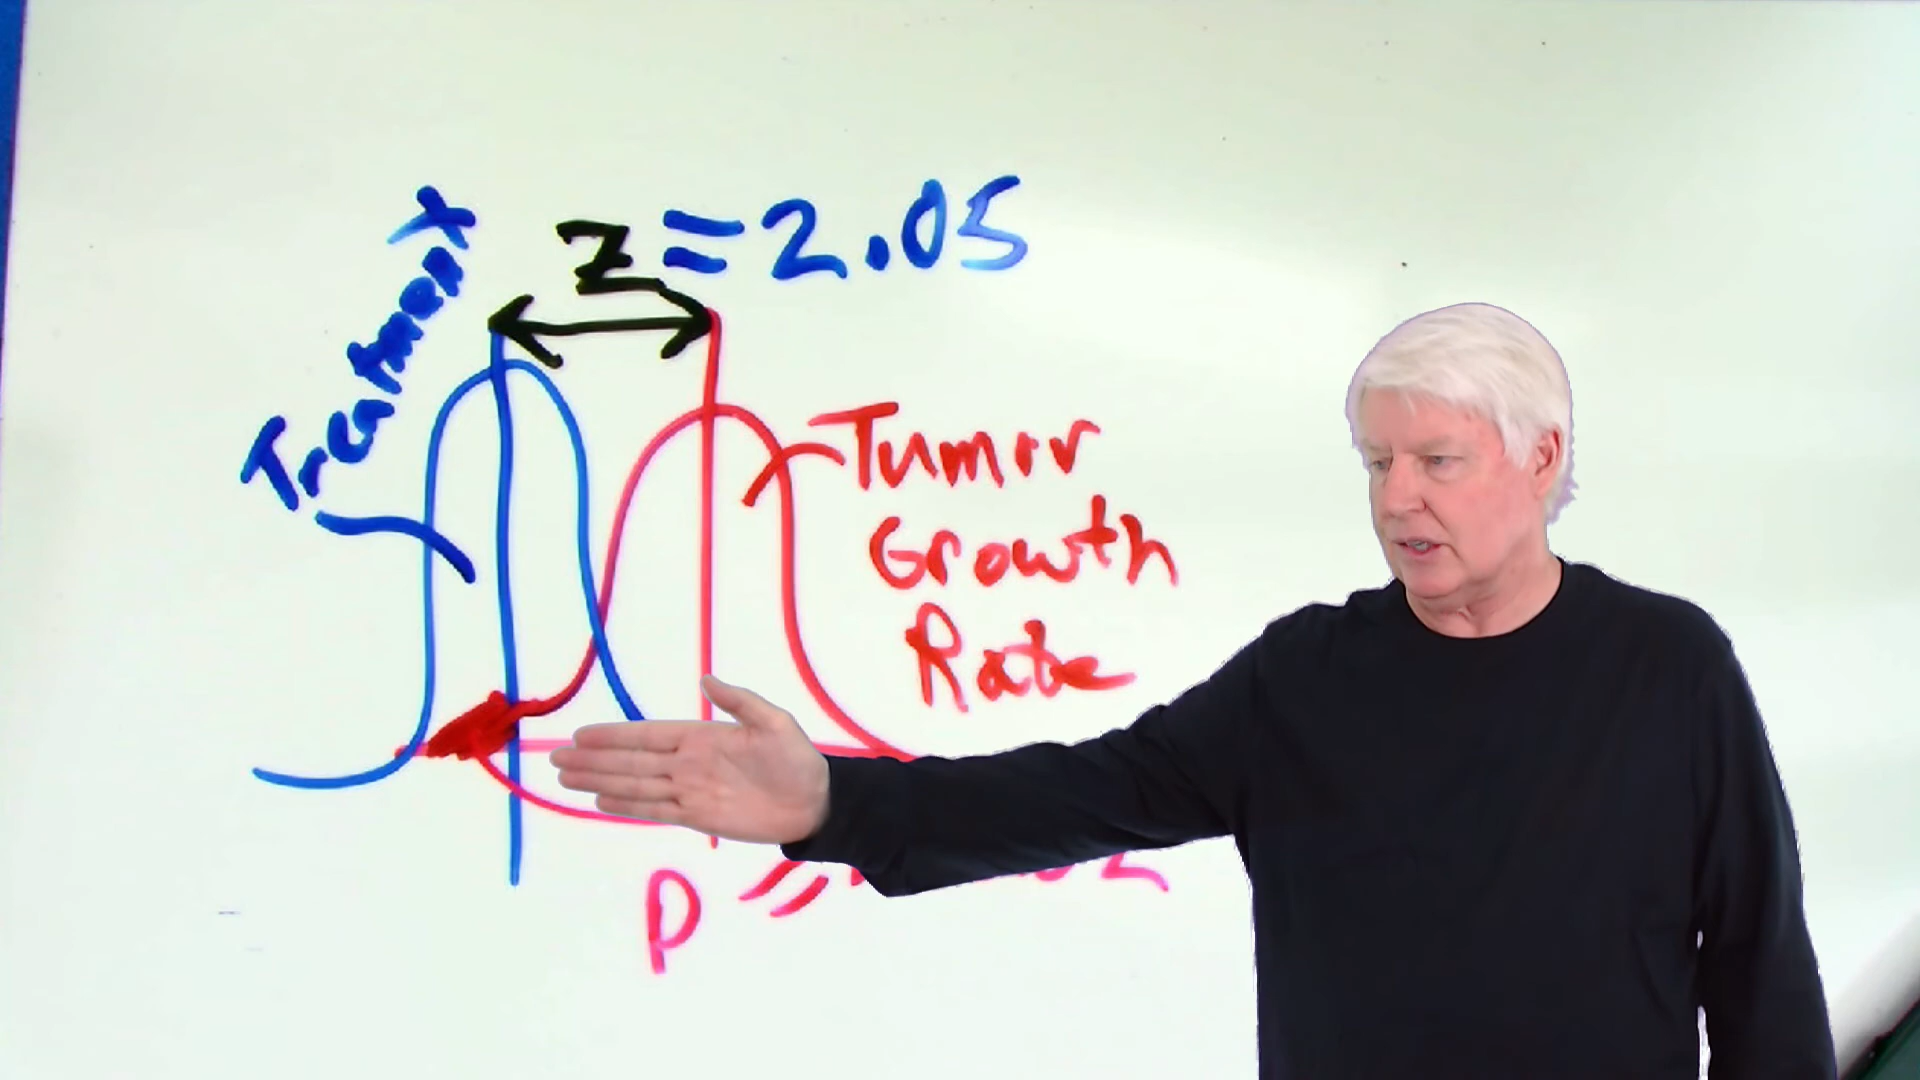 Treatment
z = 2.05
Tumor
Growth
Rate
p =